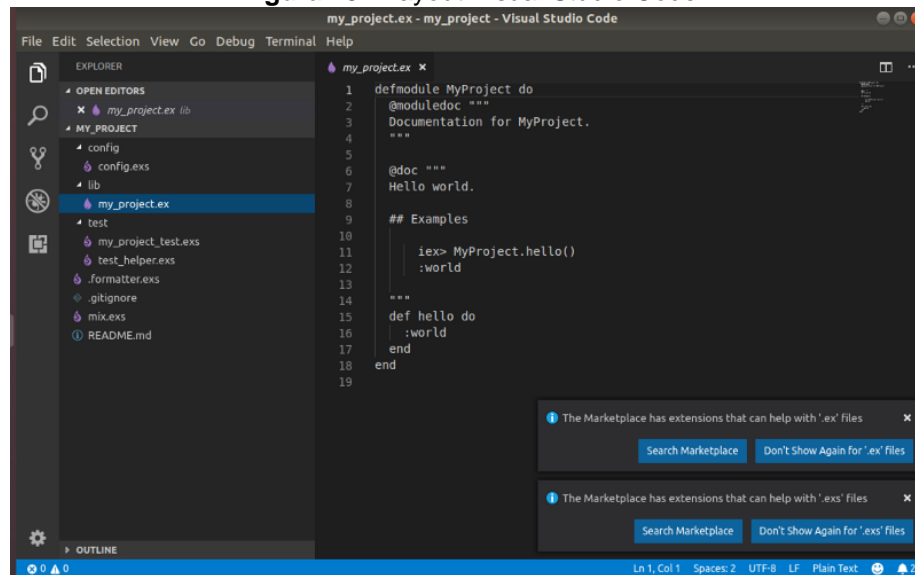 my_project.ex - my_project - Visual Studio Code
File Edit Selection View Go Debug Terminal Help
EXPLORER
OPEN EDITORS
my_project.ex lib
MY_PROJECT
config
config.exs
lib
my_project.ex
test
my_project_test.exs
test_helper.exs
.formatter.exs
.gitignore
mix.exs
README.md
OUTLINE
my_project.ex
1 defmodule MyProject do
2 @moduledoc """
3 Documentation for MyProject.
4 """
5
6 @doc """
7 Hello world.
8
9 ## Examples
10
11 iex> MyProject.hello()
12 :world
13
14 """
15 def hello do
16 :world
17 end
18 end
19
The Marketplace has extensions that can help with '.ex' files
Search Marketplace Don't Show Again for '.ex' files
The Marketplace has extensions that can help with '.exs' files
Search Marketplace Don't Show Again for '.exs' files
0 0 Ln 1, Col 1 Spaces: 2 UTF-8 LF Plain Text 2